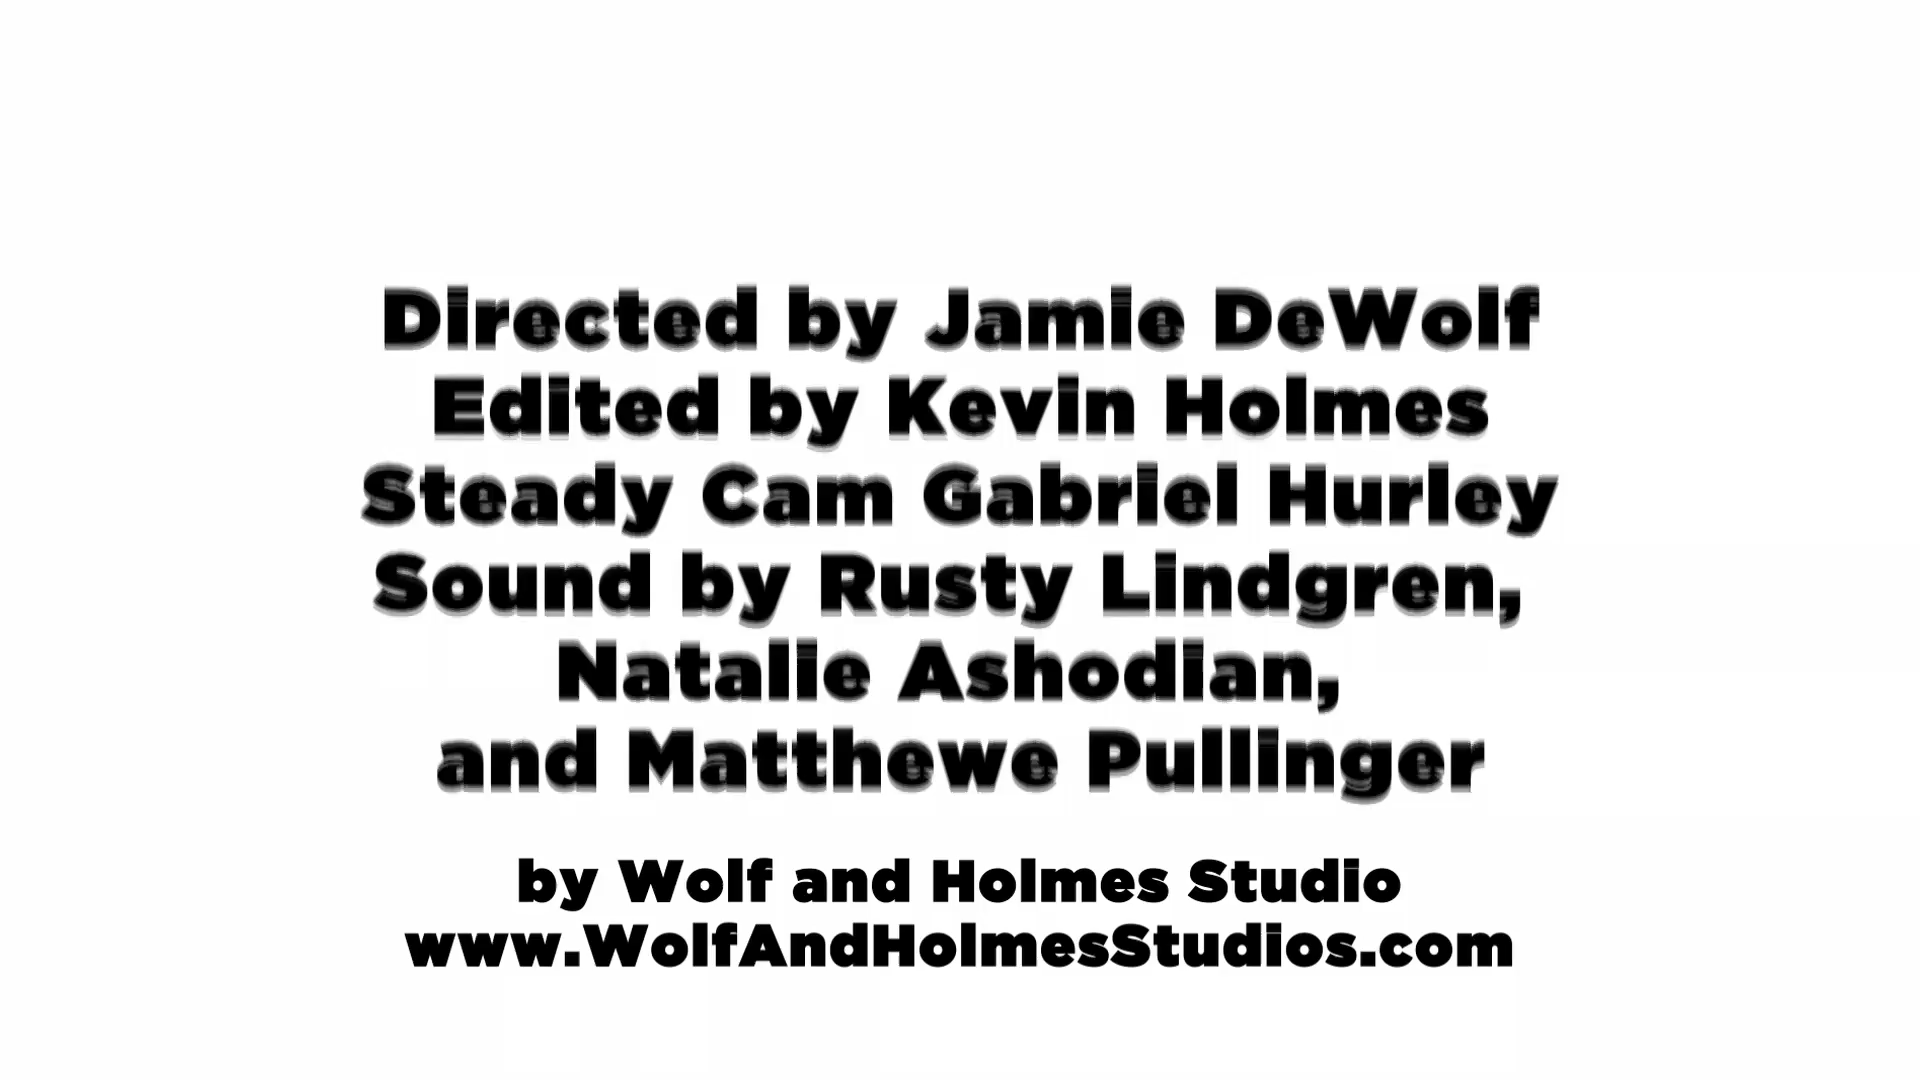 Directed by Jamie DeWolf
Edited by Kevin Holmes
Steady Cam Gabriel Hurley
Sound by Rusty Lindgren,
Natalie Ashodian,
and Matthewe Pullinger
by Wolf and Holmes Studio
www.WolfAndHolmesStudios.com